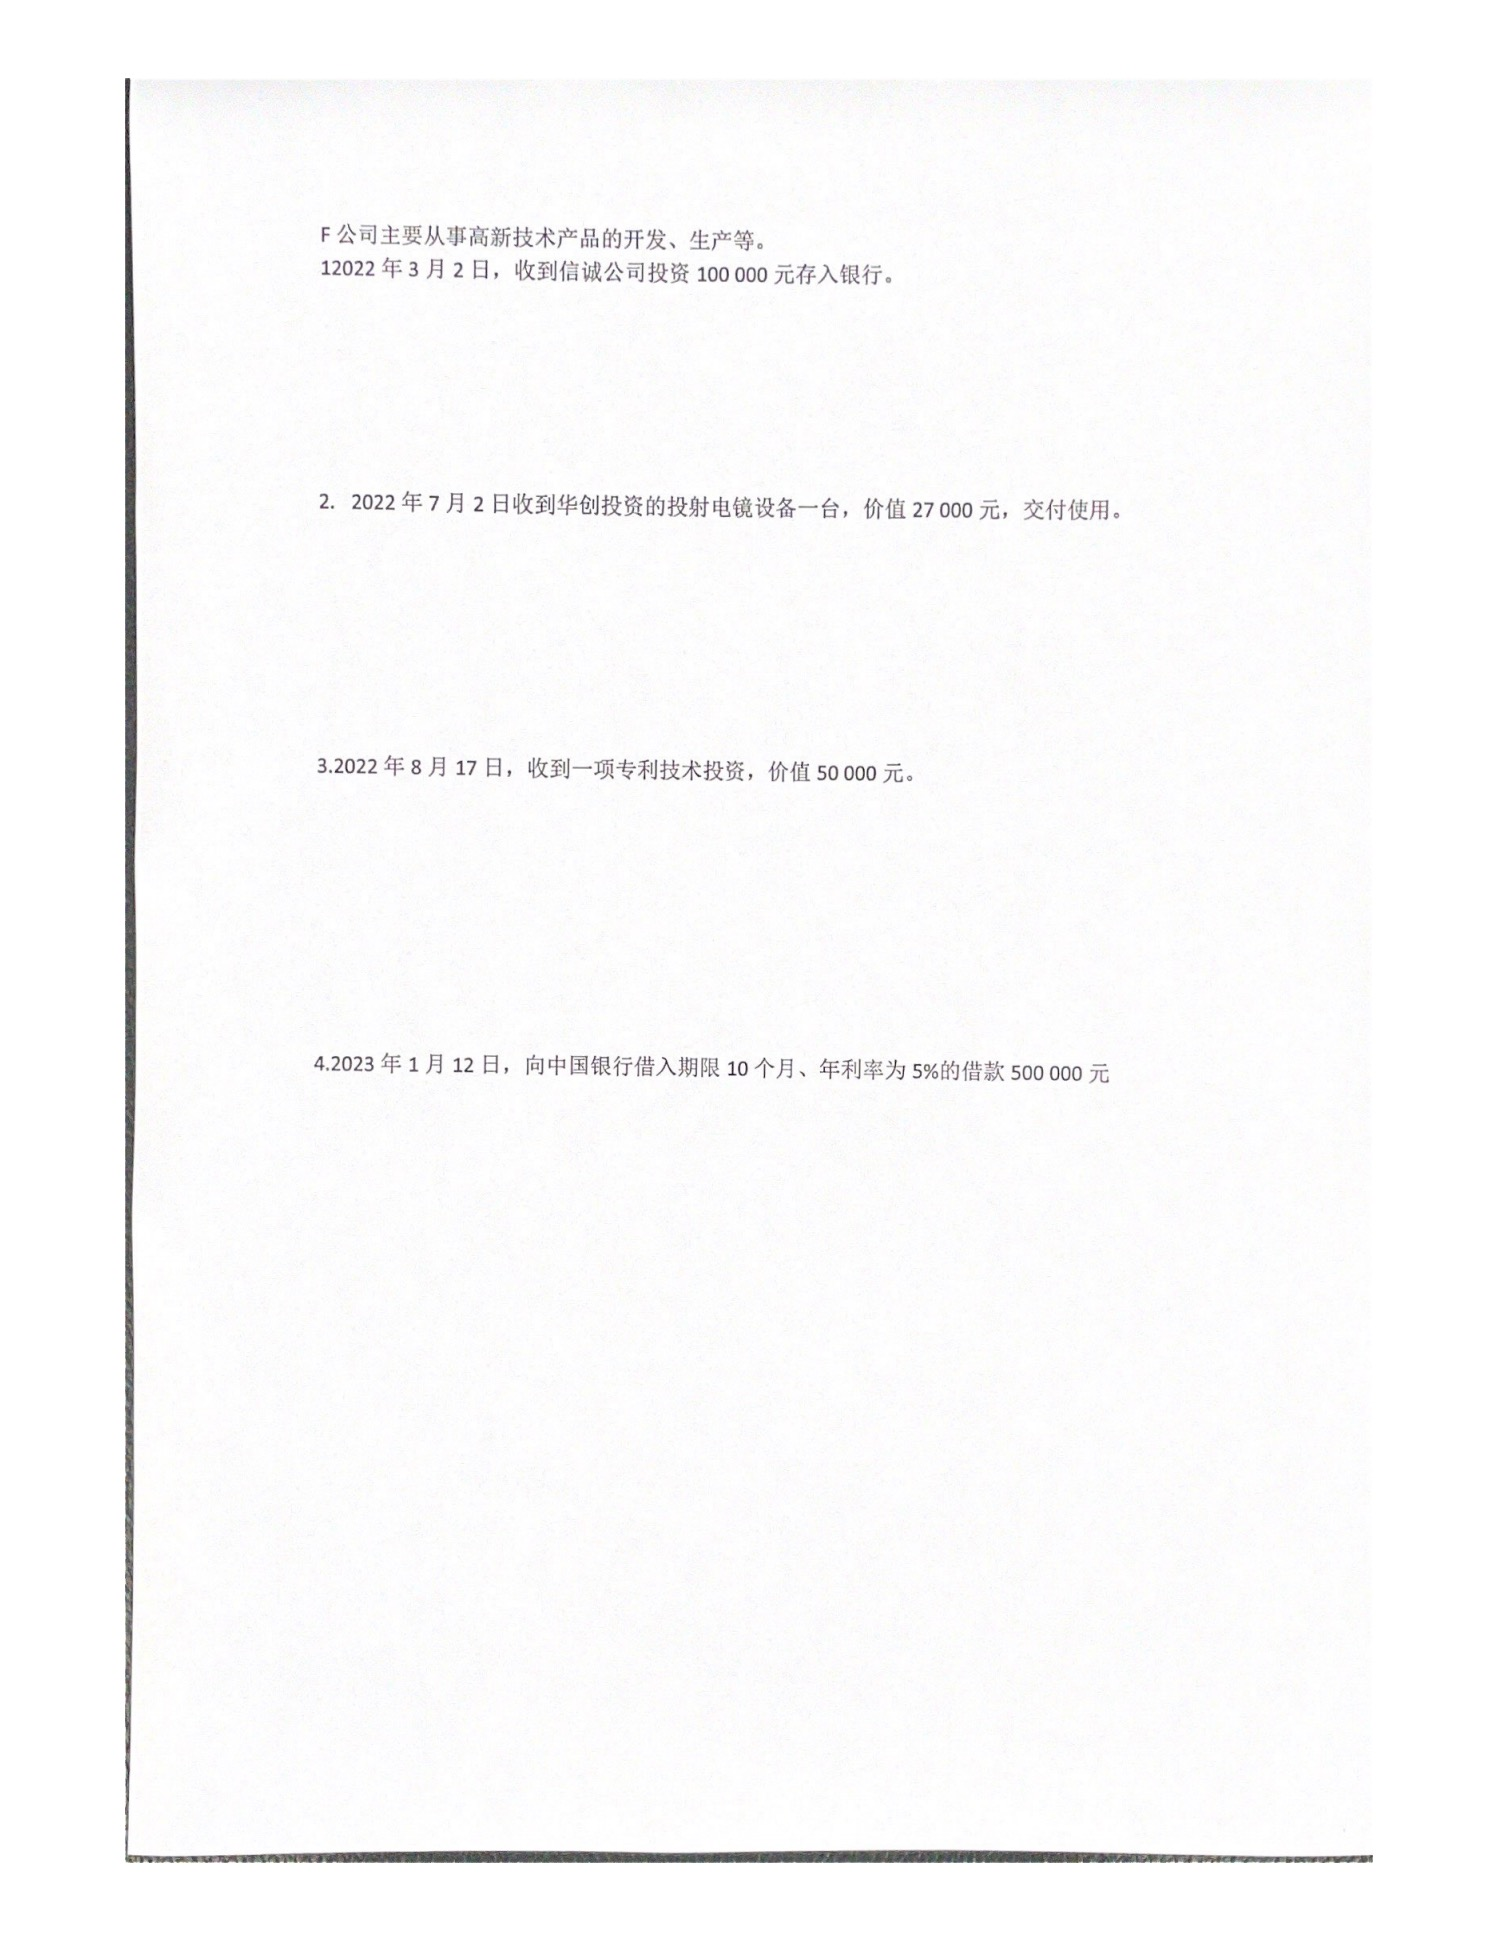 F 公司主要从事高新技术产品的开发、生产等。
12022 年 3 月 2 日，收到信诚公司投资 100 000 元存入银行。
2. 2022 年 7 月 2 日收到华创投资的投射电镜设备一台，价值 27 000 元，交付使用。
3.2022 年 8 月 17 日，收到一项专利技术投资，价值 50 000 元。
4.2023 年 1 月 12 日，向中国银行借入期限 10 个月、年利率为 5%的借款 500 000 元